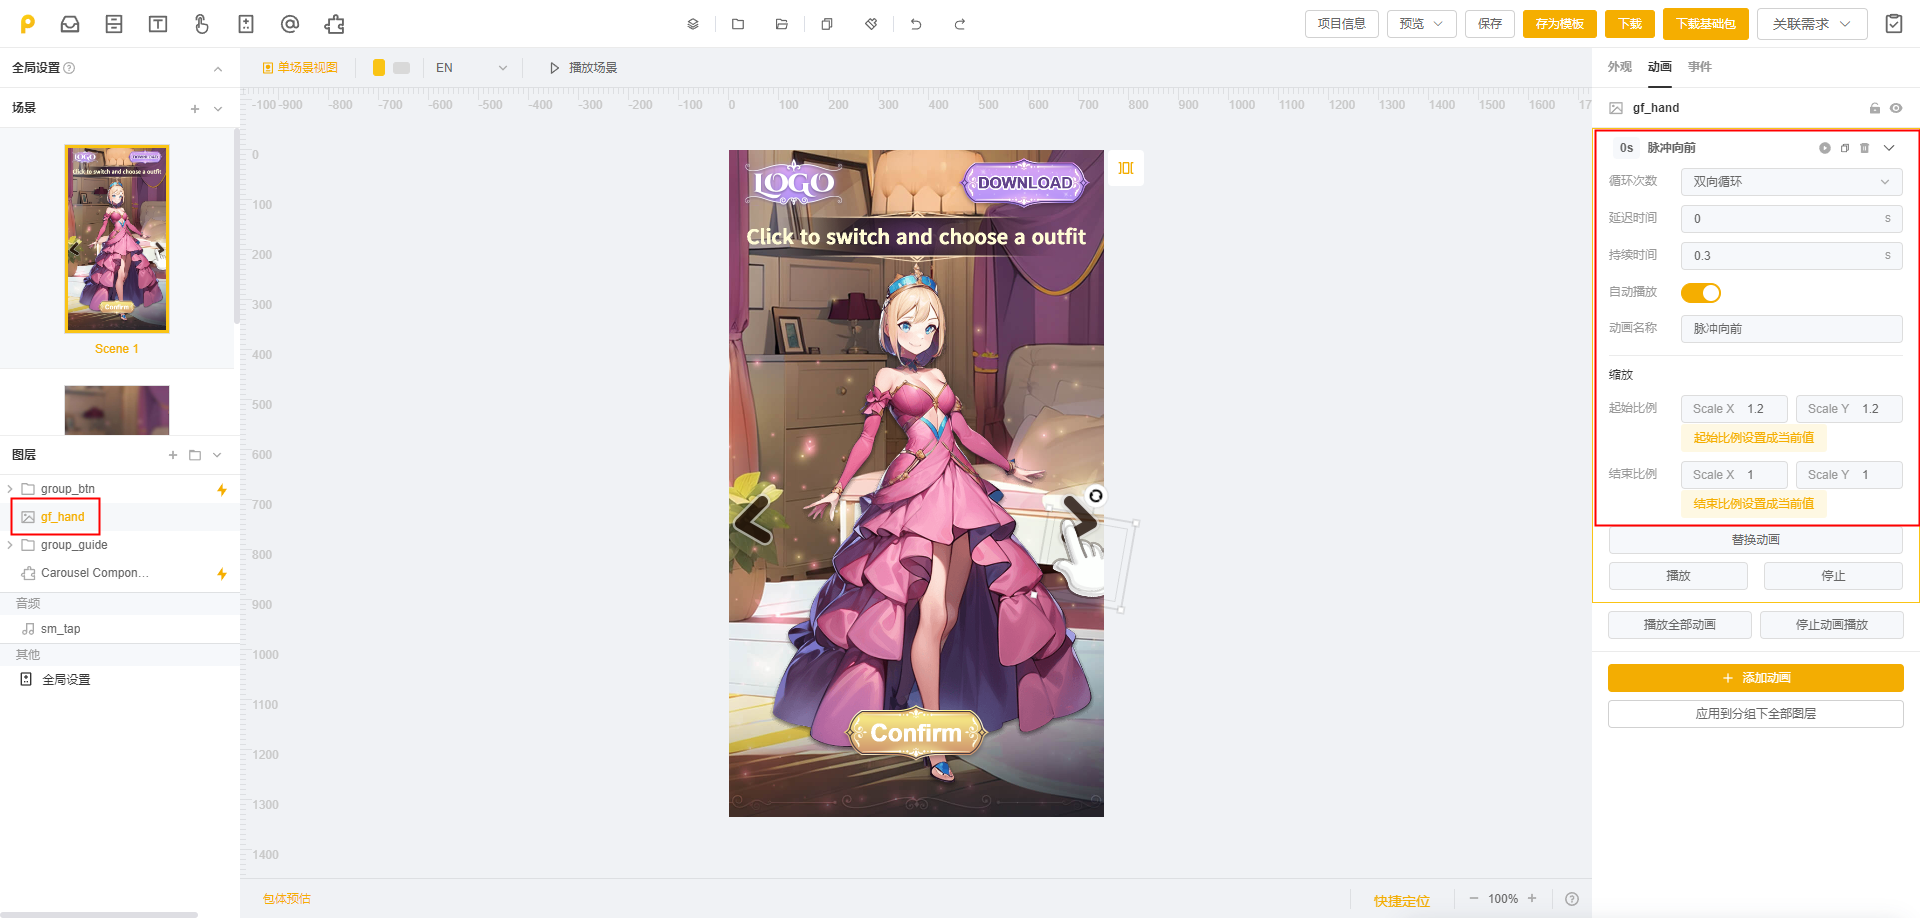 项目信息
预览
保存
存为模板
下载
下载基础包
关联需求
全局设置
单场景视图
EN
播放场景
外观
动画
事件
场景
-100
-900
-800
-700
-600
-500
-400
-300
-200
-100
0
100
200
300
400
500
600
700
800
900
1000
1100
1200
1300
1400
1500
1600
17
gf_hand
LOGO
DOWNLOAD
Click to switch and choose a outfit
Confirm
Scene 1
图层
group_btn
gf_hand
group_guide
Carousel Compon...
音频
sm_tap
其他
全局设置
0
100
200
300
400
500
600
700
800
900
1000
1100
1200
1300
1400
LOGO
DOWNLOAD
Click to switch and choose a outfit
Confirm
0s 脉冲向前
循环次数 双向循环
延迟时间 0 s
持续时间 0.3 s
自动播放
动画名称 脉冲向前
缩放
起始比例 Scale X 1.2 Scale Y 1.2
起始比例设置成当前值
结束比例 Scale X 1 Scale Y 1
结束比例设置成当前值
替换动画
播放 停止
播放全部动画 停止动画播放
添加动画
应用到分组下全部图层
包体预估
快捷定位
100%